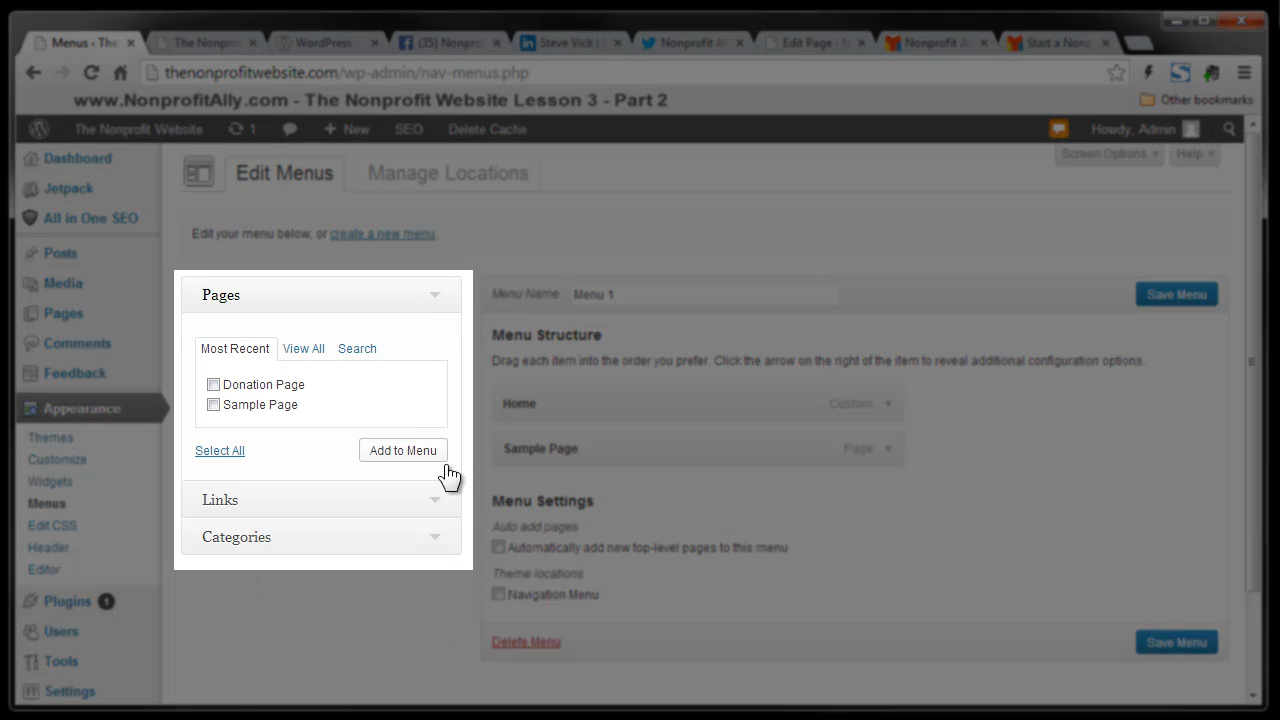 Menus ‹ The
The Nonprof
WordPress
(35) Nonpro
Steve Vick |
Nonprofit A
Edit Page ‹
Nonprofit A
Start a Nonp
thenonprofitwebsite.com/wp-admin/nav-menus.php
www.NonprofitAlly.com - The Nonprofit Website Lesson 3 - Part 2
Other bookmarks
The Nonprofit Website
1
New
SEO
Delete Cache
Howdy, Admin
Screen Options
Help
Dashboard
Jetpack
All in One SEO
Posts
Media
Pages
Comments
Feedback
Appearance
Themes
Customize
Widgets
Menus
Edit CSS
Header
Editor
Plugins 1
Users
Tools
Settings
Edit Menus
Manage Locations
Edit your menu below, or create a new menu.
Pages
Most Recent
View All
Search
Donation Page
Sample Page
Select All
Add to Menu
Links
Categories
Menu Name
Menu 1
Save Menu
Menu Structure
Drag each item into the order you prefer. Click the arrow on the right of the item to reveal additional configuration options.
Home
Custom
Sample Page
Page
Menu Settings
Auto add pages
Automatically add new top-level pages to this menu
Theme locations
Navigation Menu
Delete Menu
Save Menu